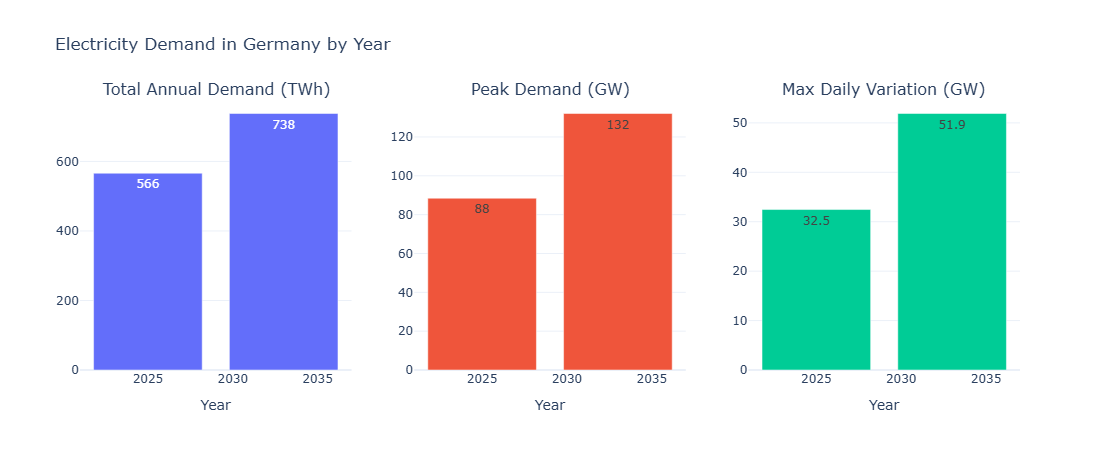 Electricity Demand in Germany by Year
Total Annual Demand (TWh)
738
600
566
400
200
0
2025 2030 2035
Year
Peak Demand (GW)
132
120
100
88
80
60
40
20
0
2025 2030 2035
Year
Max Daily Variation (GW)
50
51.9
40
30
32.5
20
10
0
2025 2030 2035
Year